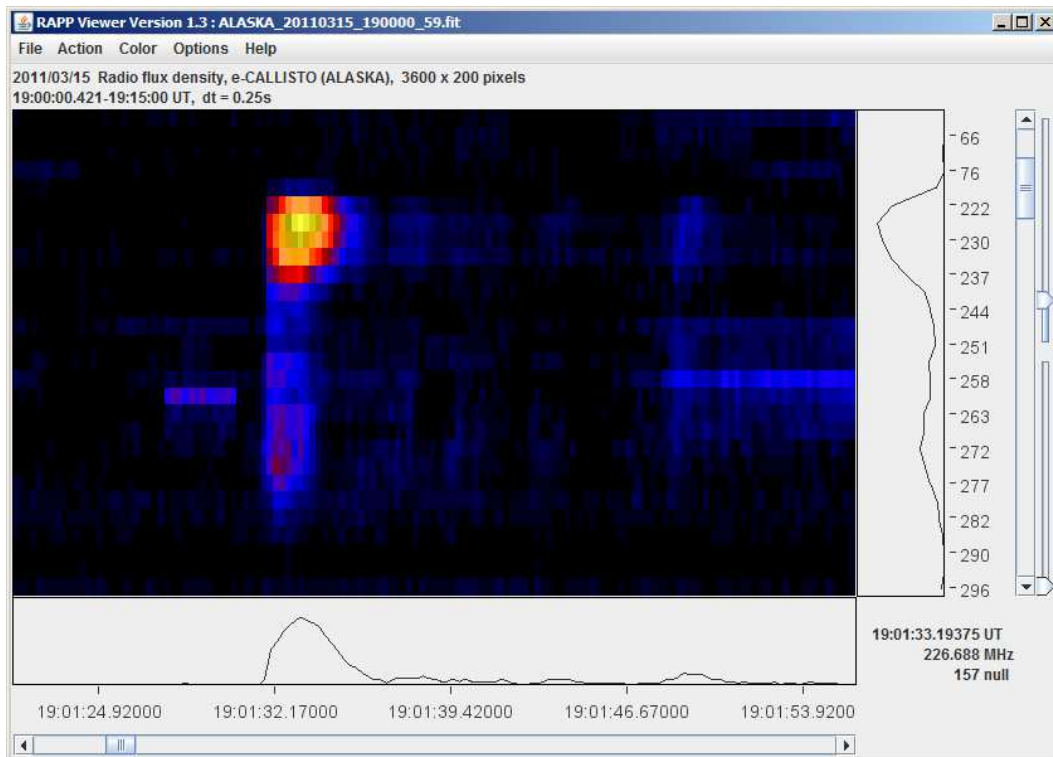 RAPP Viewer Version 1.3 : ALASKA_20110315_190000_59.fit
File Action Color Options Help
2011/03/15 Radio flux density, e-CALLISTO (ALASKA), 3600 x 200 pixels
19:00:00.421-19:15:00 UT, dt = 0.25s
66
76
222
230
237
244
251
258
263
272
277
282
290
296
19:01:33.19375 UT
226.688 MHz
157 null
19:01:24.92000 19:01:32.17000 19:01:39.42000 19:01:46.67000 19:01:53.9200